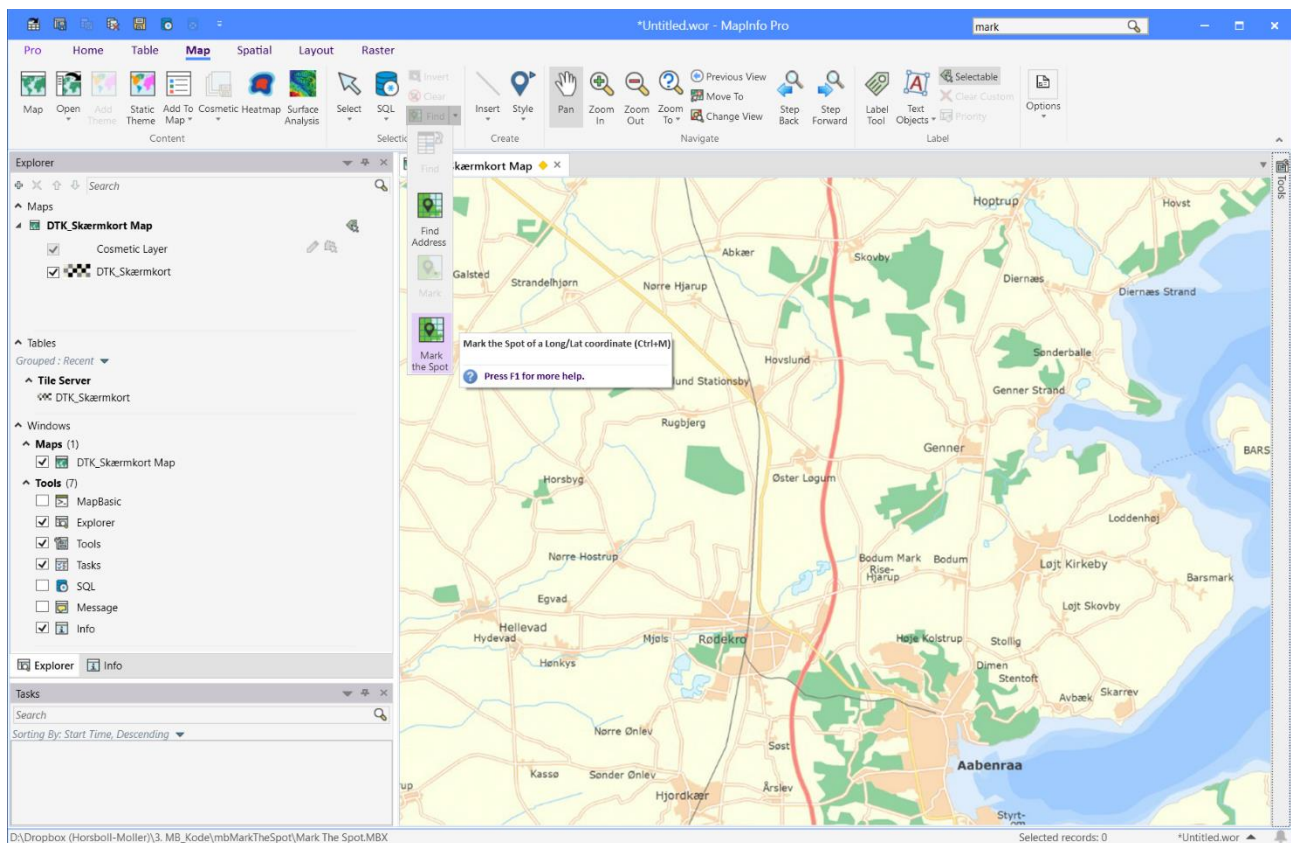 *Untitled.wor - MapInfo Pro
mark
Pro Home Table Map Spatial Layout Raster
Map
Open
Add Theme
Static Theme
Add To Map
Cosmetic
Heatmap
Surface Analysis
Content
Select
SQL
Invert
Clear
Find
Selectio
Insert
Style
Create
Pan
Zoom In
Zoom Out
Zoom To
Previous View
Move To
Change View
Step Back
Step Forward
Navigate
Label Tool
Text Objects
Selectable
Clear Custom
Priority
Label
Options
Find
Find Address
Mark
Mark the Spot
Mark the Spot of a Long/Lat coordinate (Ctrl+M)
Press F1 for more help.
Explorer
Search
Maps
DTK_Skærmkort Map
Cosmetic Layer
DTK_Skærmkort
Tables
Grouped : Recent
Tile Server
DTK_Skærmkort
Windows
Maps (1)
DTK_Skærmkort Map
Tools (7)
MapBasic
Explorer
Tools
Tasks
SQL
Message
Info
Explorer Info
Tasks
Search
Sorting By: Start Time, Descending
kærmkort Map
Tools
Hoptrup
Hovst
Abkær
Skovby
Galsted
Strandelhjørn
Nørre Hjarup
Diernæs
Diernæs Strand
Hovslund
Sønderballe
lund Stationsby
Genner Strand
Rugbjerg
Genner
BARS
Horsbyg
Øster Løgum
Loddenhøj
Nørre Hostrup
Bodum Mark
Bodum
Rise-
Hjarup
Løjt Kirkeby
Barsmark
Egvad
Løjt Skovby
Hellevad
Hydevad
Mjøls
Rødekro
Høje Kolstrup
Stollig
Hønkys
Dimen
Stentoft
Avbæk
Skarrev
Nørre Ønlev
Søst
Aabenraa
Kassø
Sønder Ønlev
up
Hjordkær
Årslev
Styrt-
om
D:\Dropbox (Horsboll-Moller)\3. MB_Kode\mbMarkTheSpot\Mark The Spot.MBX
Selected records: 0
*Untitled.wor